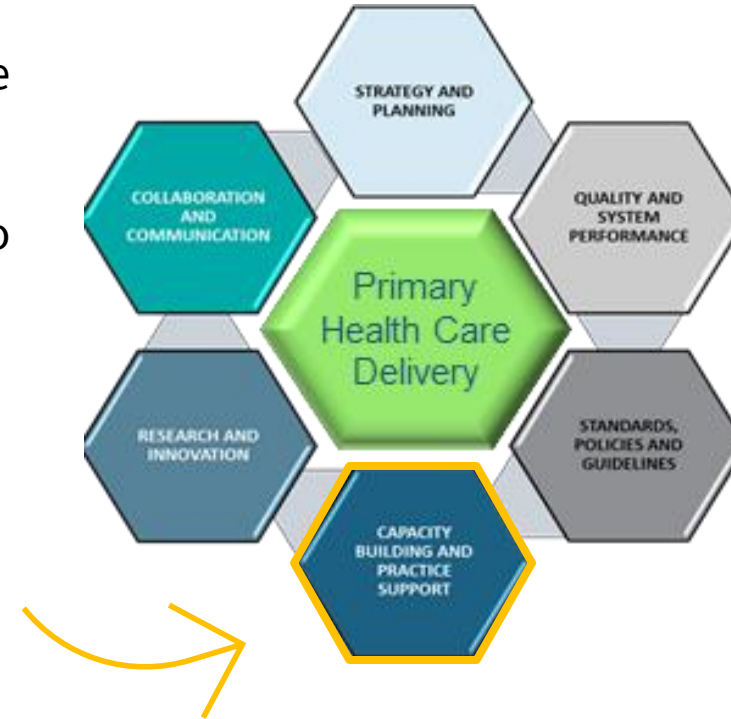 e
o
STRATEGY AND
PLANNING
COLLABORATION
AND
COMMUNICATION
QUALITY AND
SYSTEM
PERFORMANCE
Primary
Health Care
Delivery
RESEARCH AND
INNOVATION
STANDARDS,
POLICIES AND
GUIDELINES
CAPACITY
BUILDING AND
PRACTICE
SUPPORT